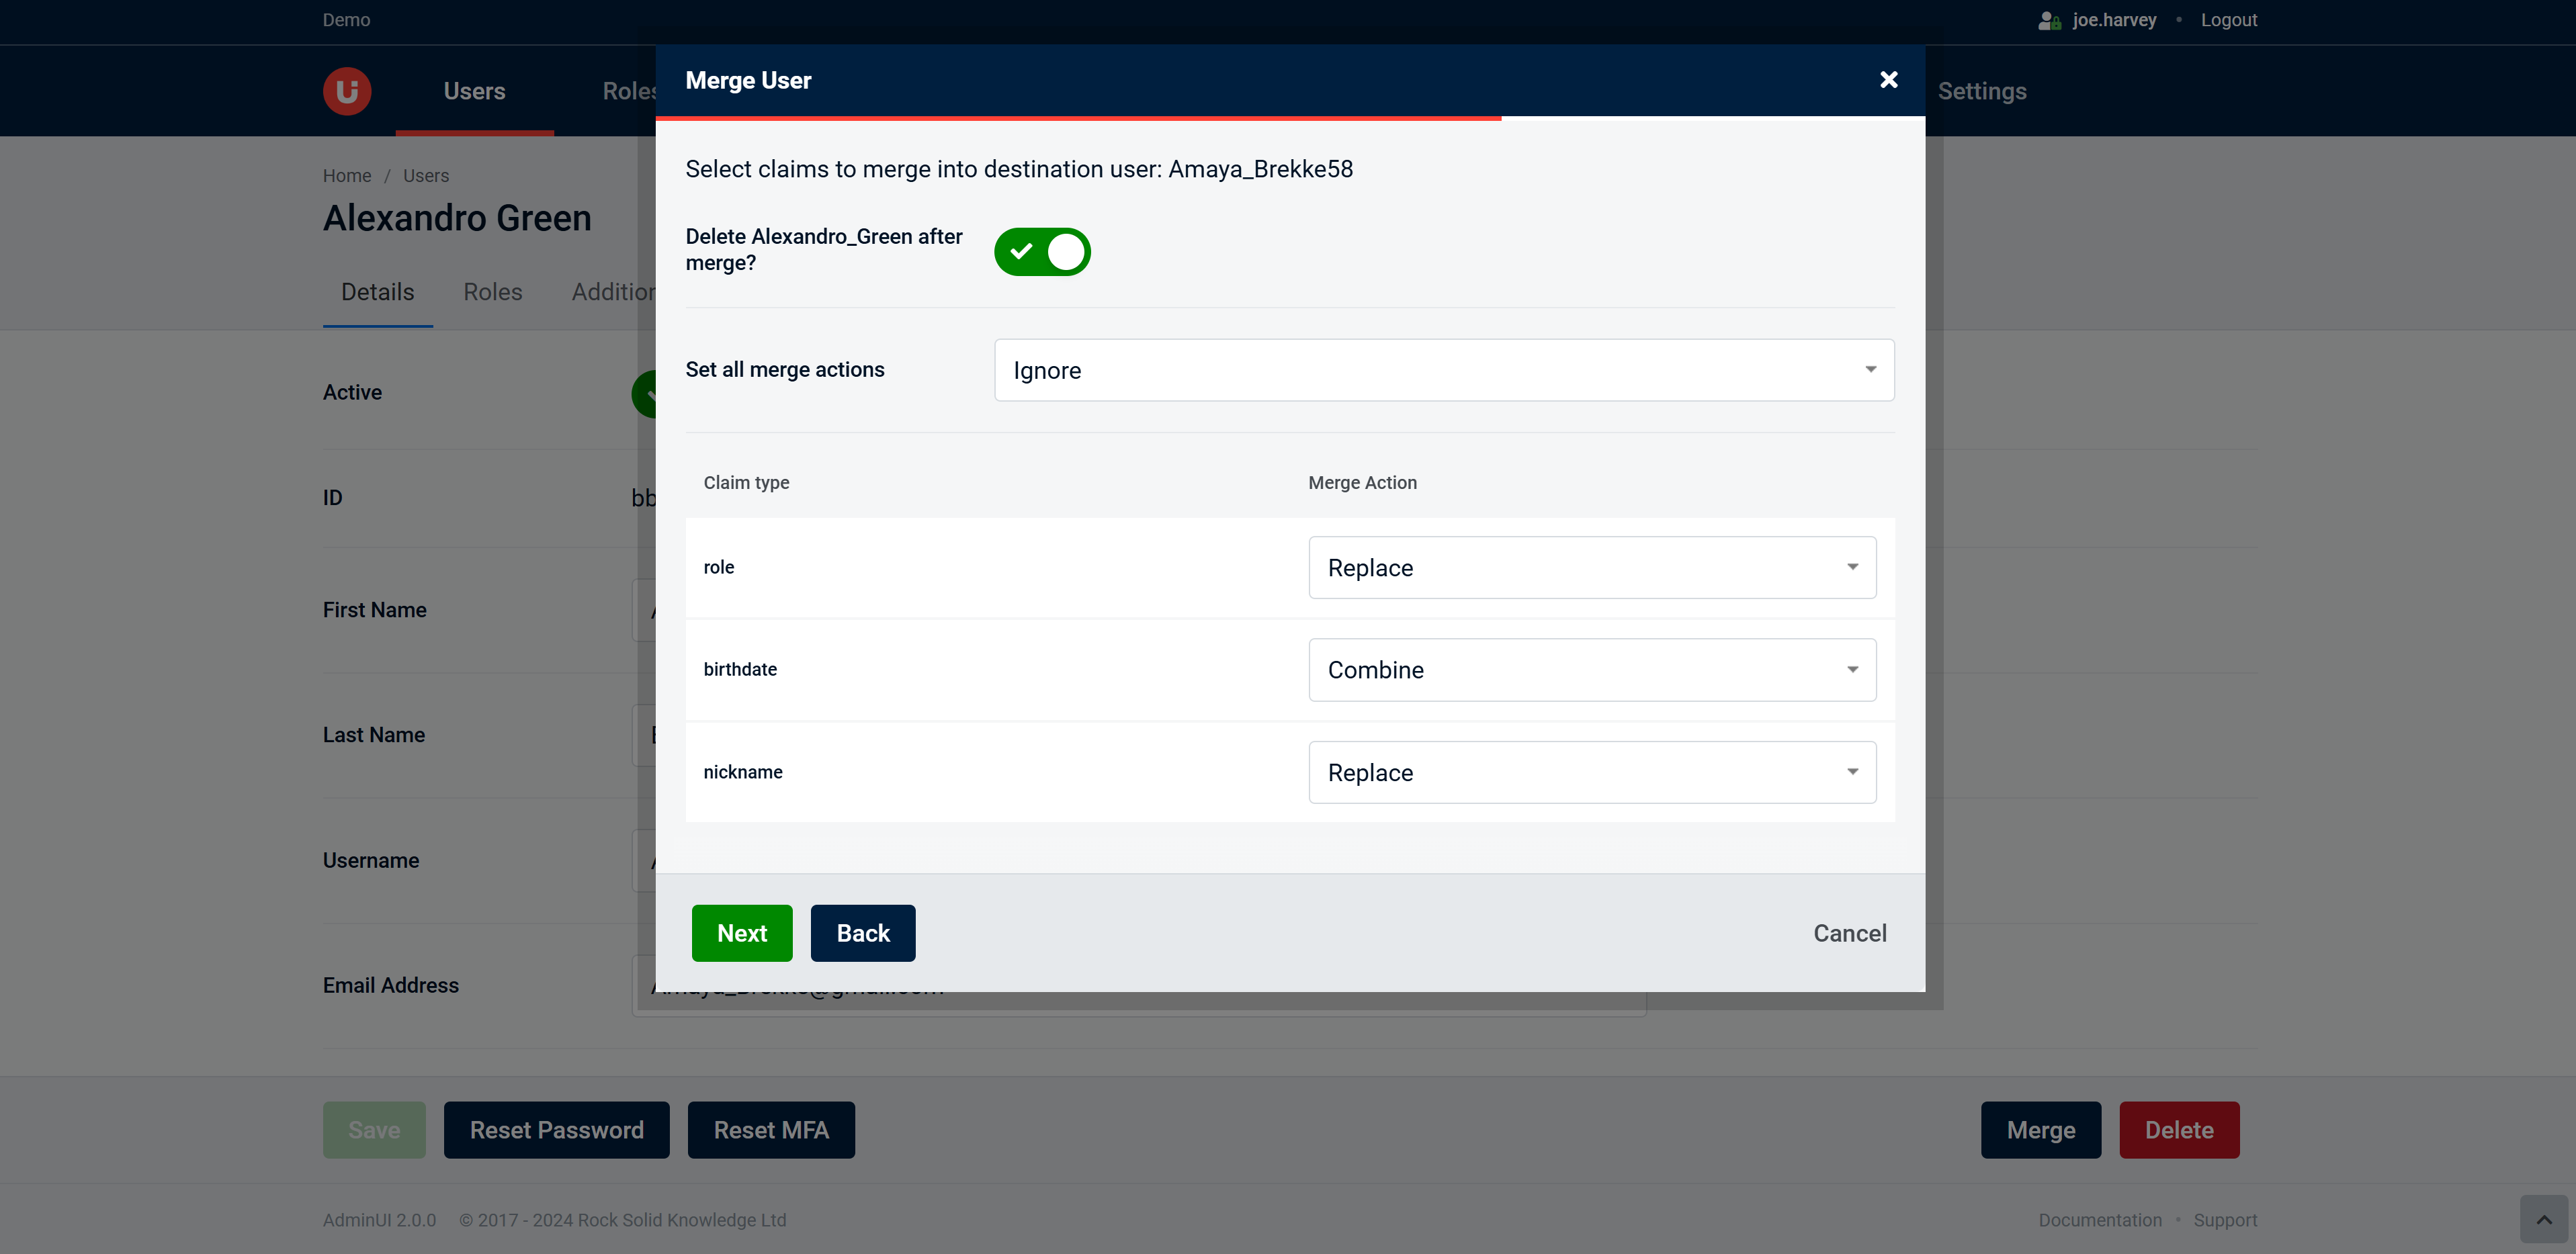 Demo
joe.harvey • Logout
Users
Roles
Settings
Merge User
Home / Users
Alexandro Green
Details
Roles
Select claims to merge into destination user: Amaya_Brekke58
Delete Alexandro_Green after
merge?
Set all merge actions
Ignore
Claim type
Merge Action
role
Replace
birthdate
Combine
nickname
Replace
Next
Back
Cancel
Active
ID
First Name
Last Name
Username
Email Address
Save
Reset Password
Reset MFA
Merge
Delete
AdminUI 2.0.0 © 2017 - 2024 Rock Solid Knowledge Ltd
Documentation • Support